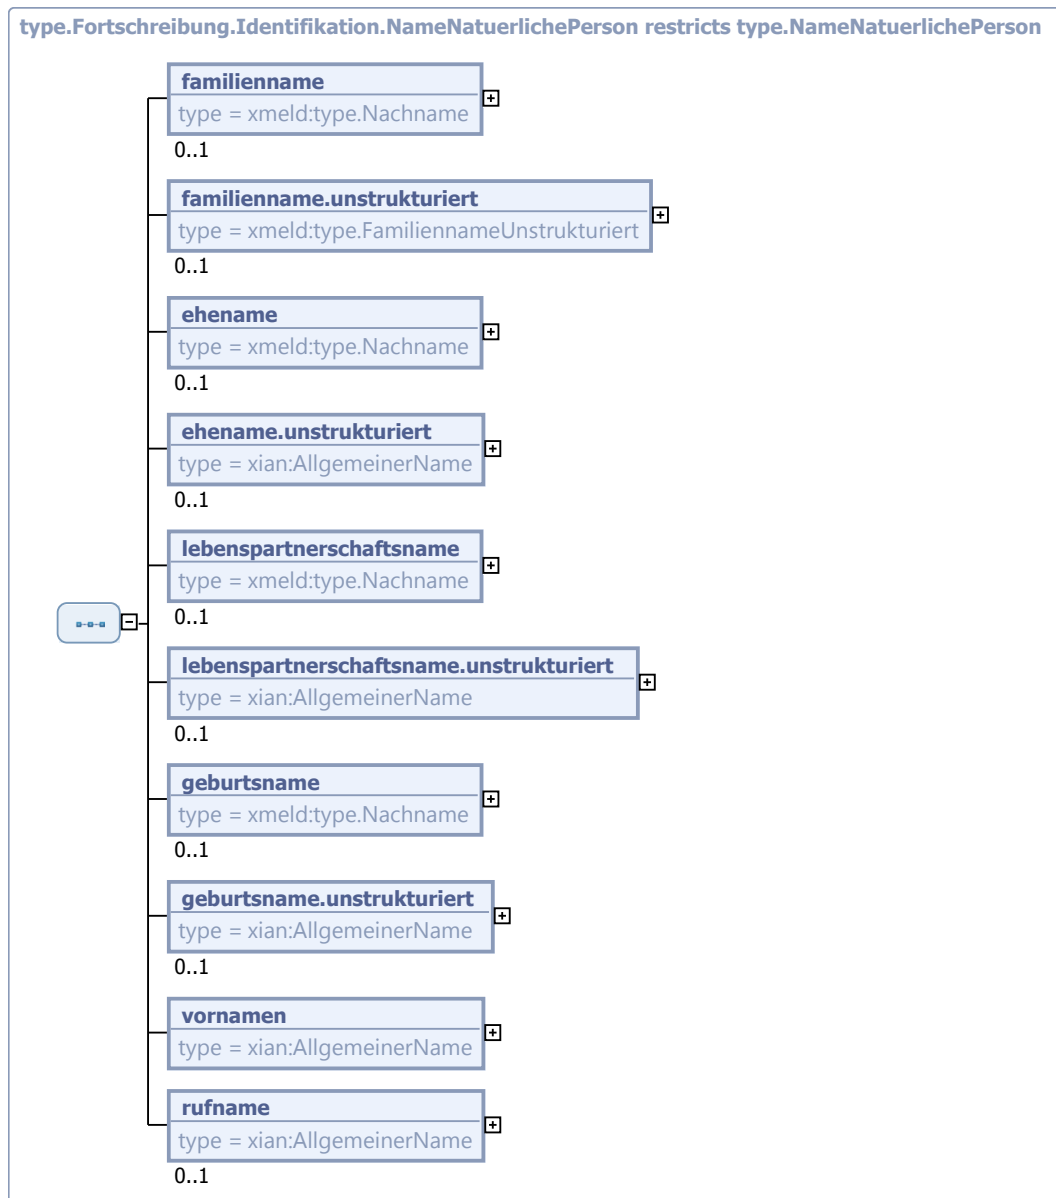 type.Fortschreibung.Identifikation.NameNatuerlichePerson restricts type.NameNatuerlichePerson
familienname
type = xmeld:type.Nachname
0..1
familienname.unstrukturiert
type = xmeld:type.FamiliennameUnstrukturiert
0..1
ehename
type = xmeld:type.Nachname
0..1
ehename.unstrukturiert
type = xian:AllgemeinerName
0..1
lebenspartnerschaftsname
type = xmeld:type.Nachname
0..1
lebenspartnerschaftsname.unstrukturiert
type = xian:AllgemeinerName
0..1
geburtsname
type = xmeld:type.Nachname
0..1
geburtsname.unstrukturiert
type = xian:AllgemeinerName
0..1
vornamen
type = xian:AllgemeinerName
rufname
type = xian:AllgemeinerName
0..1